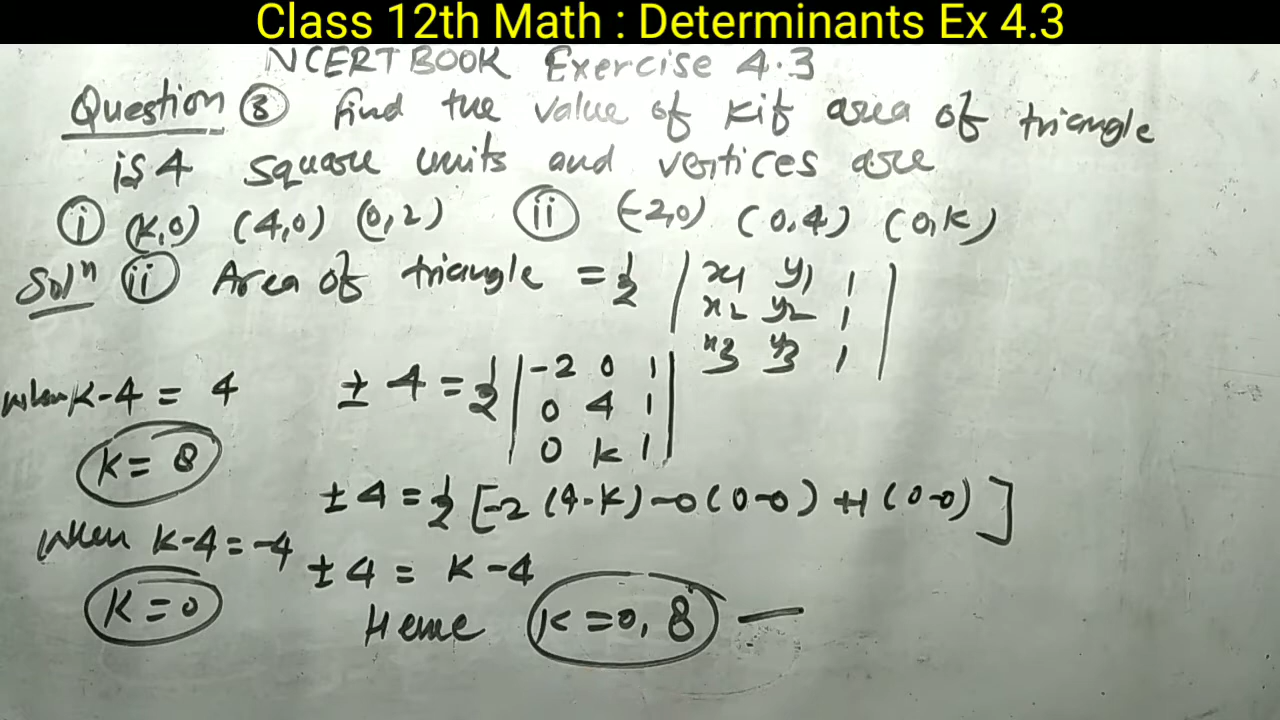 Class 12th Math : Determinants Ex 4.3
NCERT BOOK Exercise 4.3
Question ③ Find the value of k if area of triangle
is 4 square units and vertices are
ⓘ (k,0) (4,0) (0,2) ⓘⓘ (-2,0) (0,4) (0,k)
Solⁿ ⓘⓘ Area of triangle = 1/2 | x1 y1 1 |
| x2 y2 1 |
| x3 y3 1 |
± 4 = 1/2 | -2 0 1 |
| 0 4 1 |
| 0 k 1 |
± 4 = 1/2 [-2 (4-k) -0 (0-0) +1 (0-0) ]
± 4 = k-4
when k-4 = 4
k = 8
when k-4 = -4
k = 0
Hence k = 0, 8